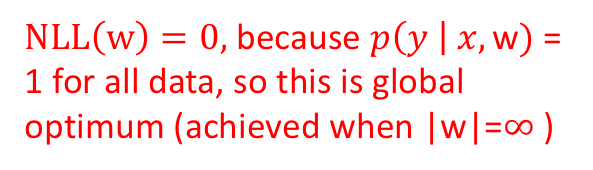 NLL(w) = 0, because p(y | x, w) =
1 for all data, so this is global
optimum (achieved when |w|=∞ )